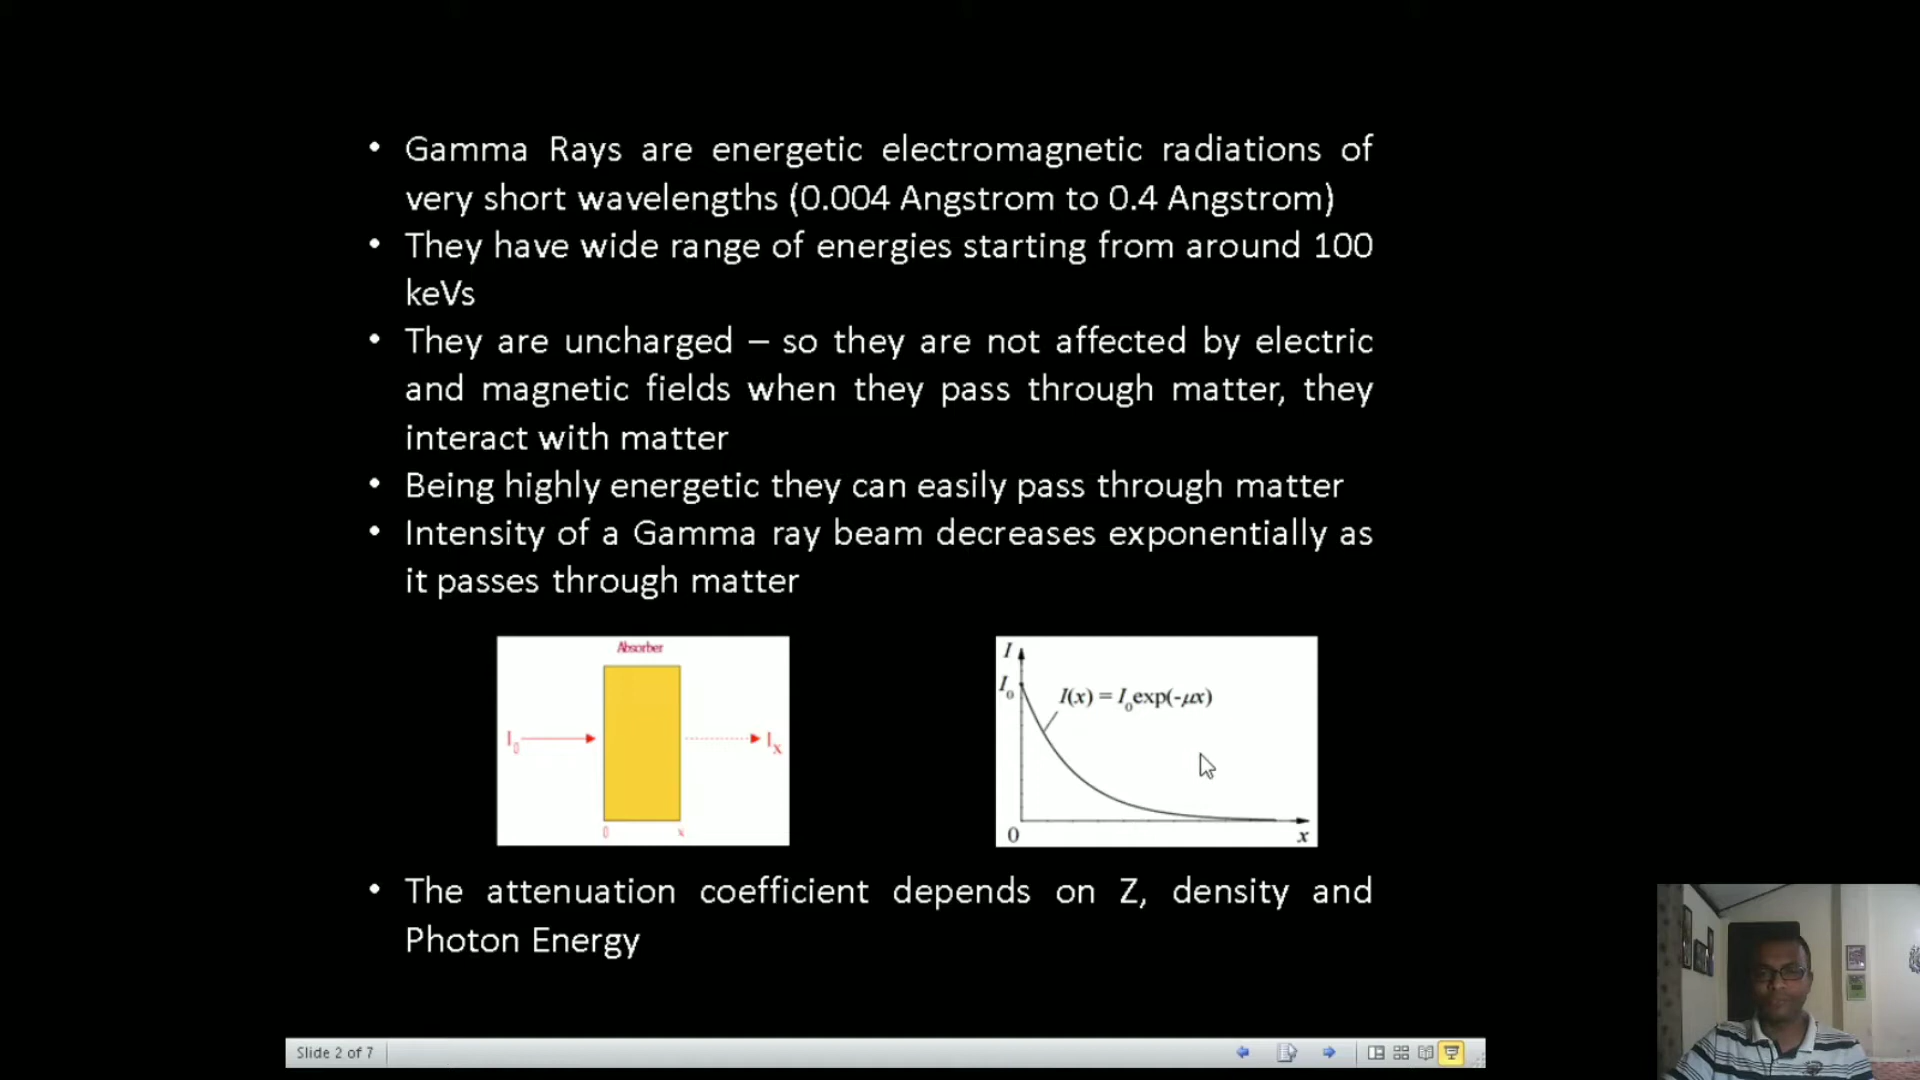 • Gamma Rays are energetic electromagnetic radiations of
very short wavelengths (0.004 Angstrom to 0.4 Angstrom)
• They have wide range of energies starting from around 100
keVs
• They are uncharged – so they are not affected by electric
and magnetic fields when they pass through matter, they
interact with matter
• Being highly energetic they can easily pass through matter
• Intensity of a Gamma ray beam decreases exponentially as
it passes through matter
Absorber
I₀
Iₓ
0
x
I
I₀
I(x) = I₀exp(-μx)
0
x
• The attenuation coefficient depends on Z, density and
Photon Energy
Slide 2 of 7